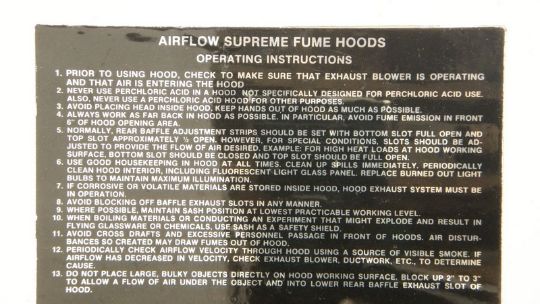 AIRFLOW SUPREME FUME HOODS
OPERATING INSTRUCTIONS
1. PRIOR TO USING HOOD, CHECK TO MAKE SURE THAT EXHAUST BLOWER IS OPERATING
AND THAT AIR IS ENTERING THE HOOD
2. NEVER USE PERCHLORIC ACID IN A HOOD NOT SPECIFICALLY DESIGNED FOR PERCHLORIC ACID USE.
ALSO, NEVER USE A PERCHLORIC ACID HOOD FOR OTHER PURPOSES.
3. AVOID PLACING HEAD INSIDE HOOD. KEEP HANDS OUT OF HOOD AS MUCH AS POSSIBLE.
4. ALWAYS WORK AS FAR BACK IN HOOD AS POSSIBLE. IN PARTICULAR, AVOID FUME EMISSION IN FRONT
6" OF HOOD OPENING AREA.
5. NORMALLY, REAR BAFFLE ADJUSTMENT STRIPS SHOULD BE SET WITH BOTTOM SLOT FULL OPEN AND
TOP SLOT APPROXIMATELY OPEN. HOWEVER, FOR SPECIAL CONDITIONS, SLOTS SHOULD BE AD-
JUSTED TO PROVIDE THE FLOW OF AIR DESIRED. EXAMPLE: FOR HIGH HEAT LOADS AT HOOD WORKING
SURFACE, BOTTOM SLOT SHOULD BE CLOSED AND TOP SLOT SHOULD BE FULL OPEN.
6. USE GOOD HOUSEKEEPING IN HOOD AT ALL TIMES. CLEAN UP SPILLS IMMEDIATELY. PERIODICALLY
CLEAN HOOD INTERIOR, INCLUDING FLUORESCENT LIGHT GLASS PANEL. REPLACE BURNED OUT LIGHT
BULBS TO MAINTAIN MAXIMUM ILLUMINATION.
7. IF CORROSIVE OR VOLATILE MATERIALS ARE STORED INSIDE HOOD, HOOD EXHAUST SYSTEM MUST BE
IN OPERATION.
8. AVOID BLOCKING OFF BAFFLE EXHAUST SLOTS IN ANY MANNER.
9. WHERE POSSIBLE, MAINTAIN SASH POSITION AT LOWEST PRACTICABLE WORKING LEVEL.
10. WHEN BOILING MATERIALS OR CONDUCTING AN EXPERIMENT THAT MIGHT EXPLODE AND RESULT IN
FLYING GLASSWARE OR CHEMICALS, USE SASH AS A SAFETY SHIELD.
11. AVOID CROSS DRAFTS AND EXCESSIVE PERSONNEL PASSAGE IN FRONT OF HOODS. AIR DISTUR-
BANCES SO CREATED MAY DRAW FUMES OUT OF HOOD.
12. PERIODICALLY CHECK AIRFLOW VELOCITY THROUGH HOOD USING A SOURCE OF VISIBLE SMOKE. IF
AIRFLOW HAS DECREASED IN VELOCITY, CHECK EXHAUST BLOWER, DUCTWORK, ETC., TO DETERMINE
CAUSE.
13. DO NOT PLACE LARGE, BULKY OBJECTS DIRECTLY ON HOOD WORKING SURFACE. BLOCK UP 2" TO 3"
TO ALLOW A FLOW OF AIR UNDER THE OBJECT AND INTO LOWER REAR BAFFLE EXHAUST SLOT OF
HOOD.